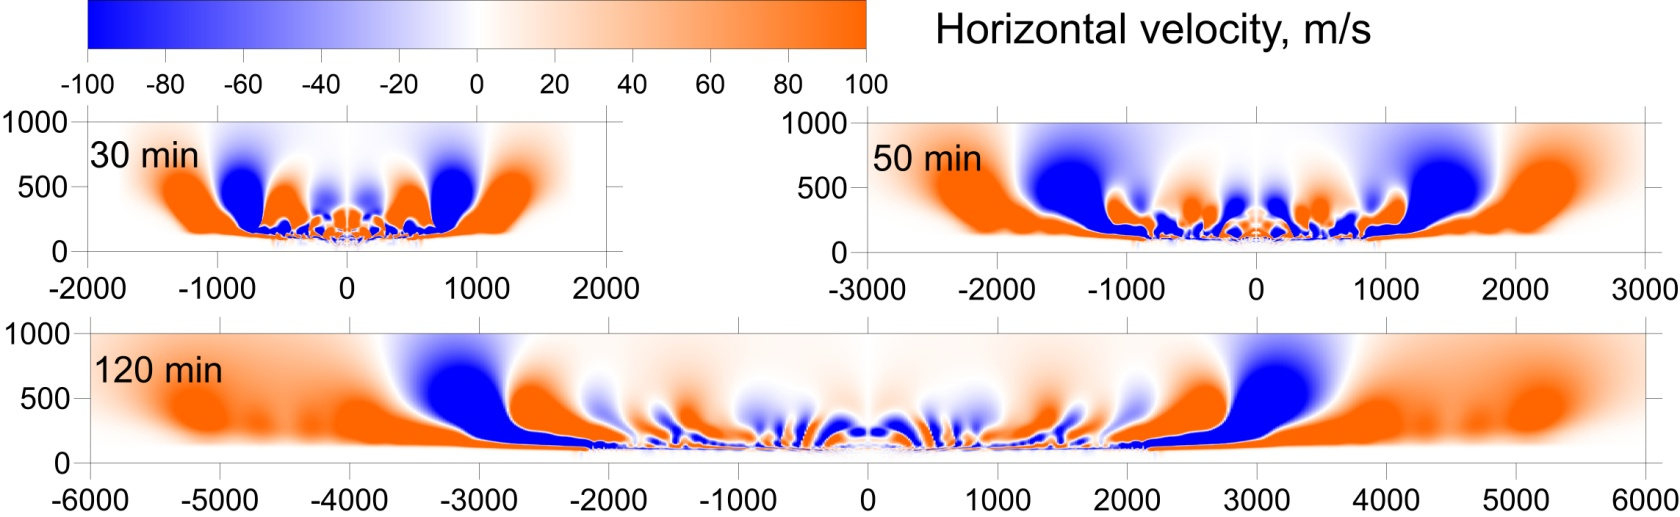 Horizontal velocity, m/s
-100 -80 -60 -40 -20 0 20 40 60 80 100
1000 30 min 500 0
-2000 -1000 0 1000 2000
1000 50 min 500 0
-3000 -2000 -1000 0 1000 2000 3000
1000 120 min 500 0
-6000 -5000 -4000 -3000 -2000 -1000 0 1000 2000 3000 4000 5000 6000